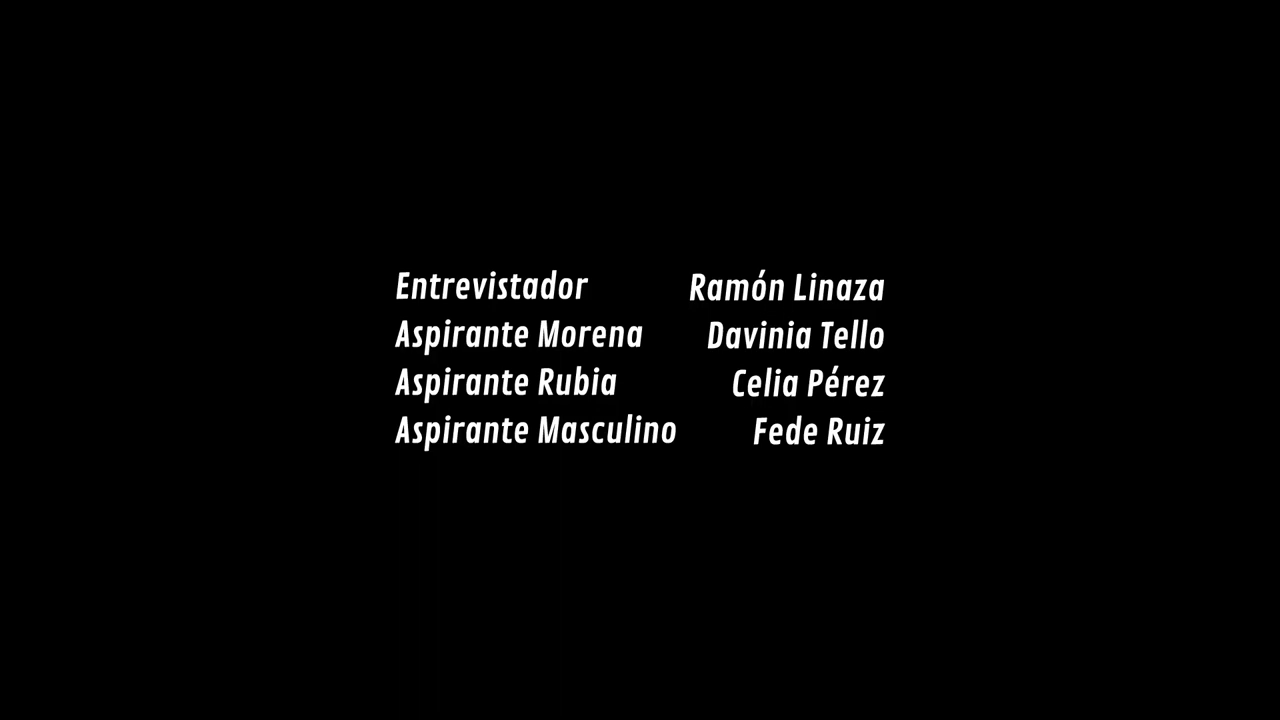 Entrevistador Ramón Linaza
Aspirante Morena Davinia Tello
Aspirante Rubia Celia Pérez
Aspirante Masculino Fede Ruiz